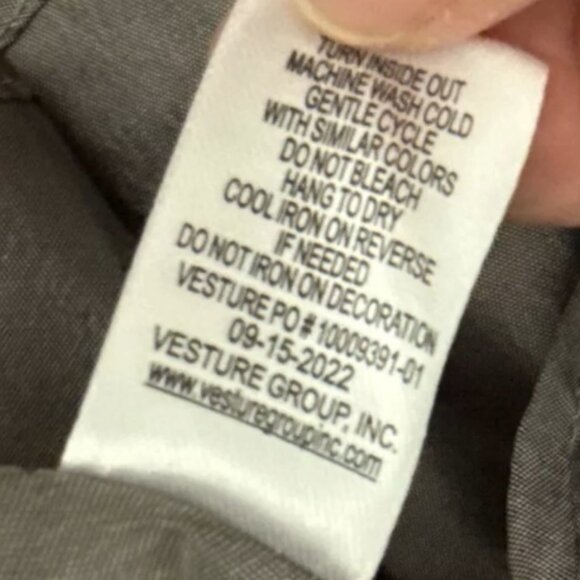 TURN INSIDE OUT
MACHINE WASH COLD
GENTLE CYCLE
WITH SIMILAR COLORS
DO NOT BLEACH
HANG TO DRY
COOL IRON ON REVERSE
IF NEEDED
DO NOT IRON ON DECORATION
VESTURE PO # 10009391-01
09-15-2022
VESTURE GROUP, INC.
www.vesturegroupinc.com